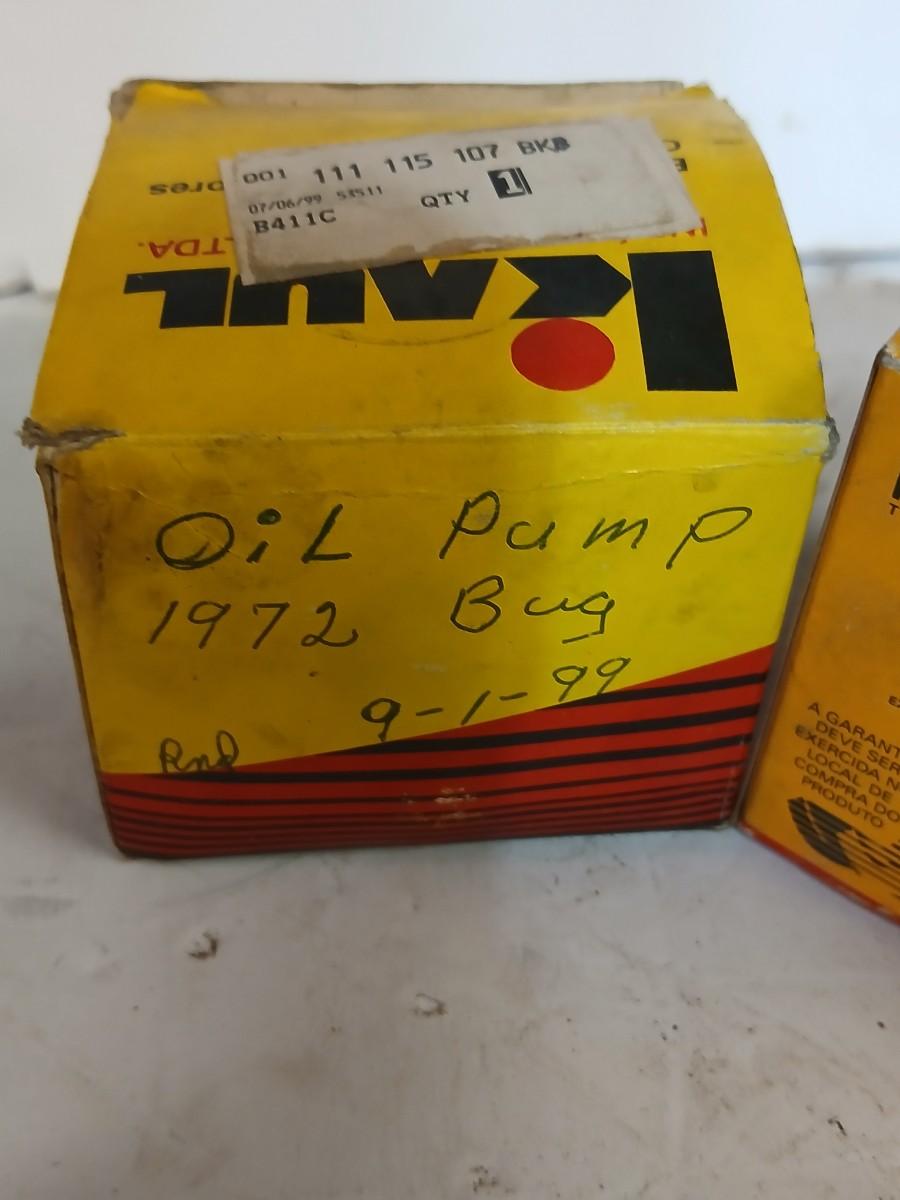 001 111 115 107 BKB
07/06/99 53511
QTY 1
B411C
LTDA.
KAUL
OiL Pump
1972 Bug
9-1-99
A GARANT
DEVE SER
EXERCIDA N
LOCAL DE
COMPRA DO
PRODUTO